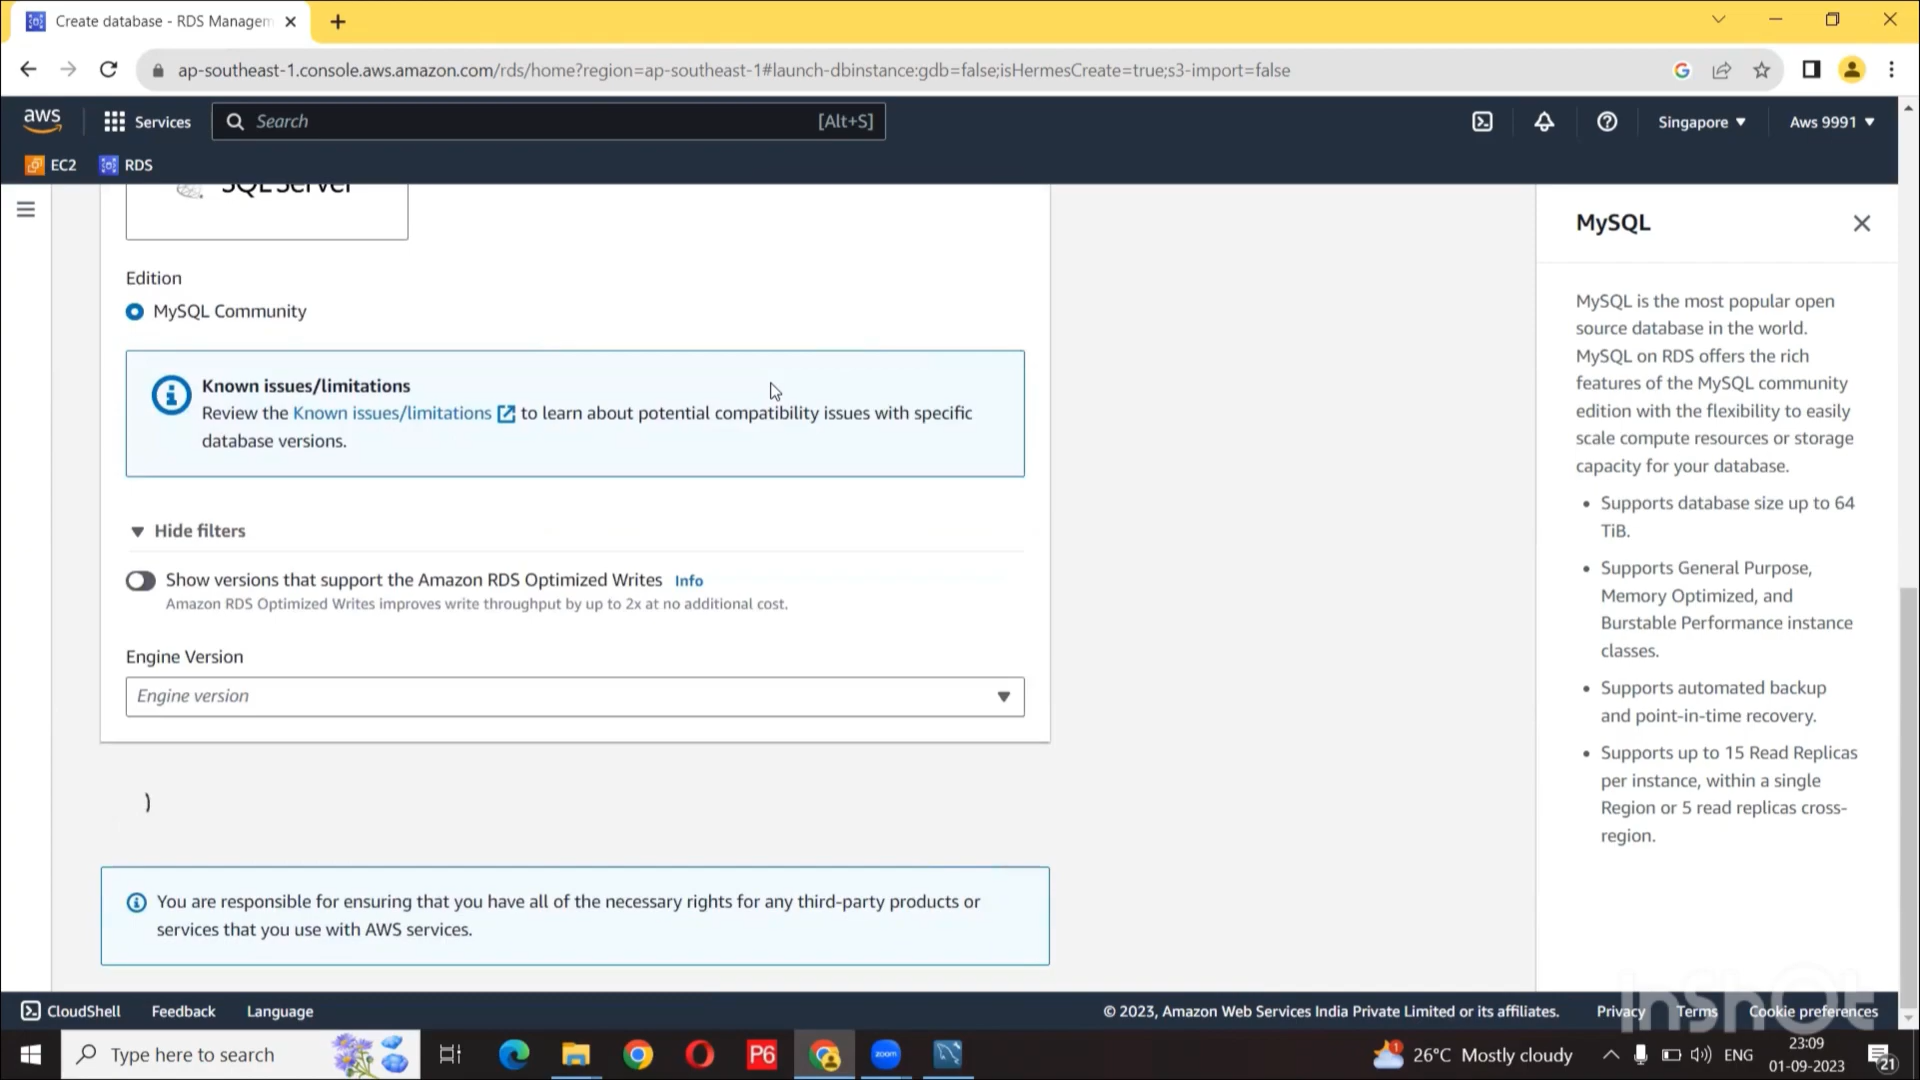 Create database - RDS Managem
ap-southeast-1.console.aws.amazon.com/rds/home?region=ap-southeast-1#launch-dbinstance:gdb=false;isHermesCreate=true;s3-import=false
aws
Services
Search
[Alt+S]
Singapore
Aws 9991
EC2
RDS
SQL Server
Edition
MySQL Community
Known issues/limitations
Review the Known issues/limitations to learn about potential compatibility issues with specific
database versions.
Hide filters
Show versions that support the Amazon RDS Optimized Writes Info
Amazon RDS Optimized Writes improves write throughput by up to 2x at no additional cost.
Engine Version
Engine version
You are responsible for ensuring that you have all of the necessary rights for any third-party products or
services that you use with AWS services.
MySQL
MySQL is the most popular open
source database in the world.
MySQL on RDS offers the rich
features of the MySQL community
edition with the flexibility to easily
scale compute resources or storage
capacity for your database.
• Supports database size up to 64
TiB.
• Supports General Purpose,
Memory Optimized, and
Burstable Performance instance
classes.
• Supports automated backup
and point-in-time recovery.
• Supports up to 15 Read Replicas
per instance, within a single
Region or 5 read replicas cross-
region.
InShOt
CloudShell
Feedback
Language
© 2023, Amazon Web Services India Private Limited or its affiliates.
Privacy
Terms
Cookie preferences
Type here to search
P6
zoom
1
26°C Mostly cloudy
ENG
23:09
01-09-2023
21